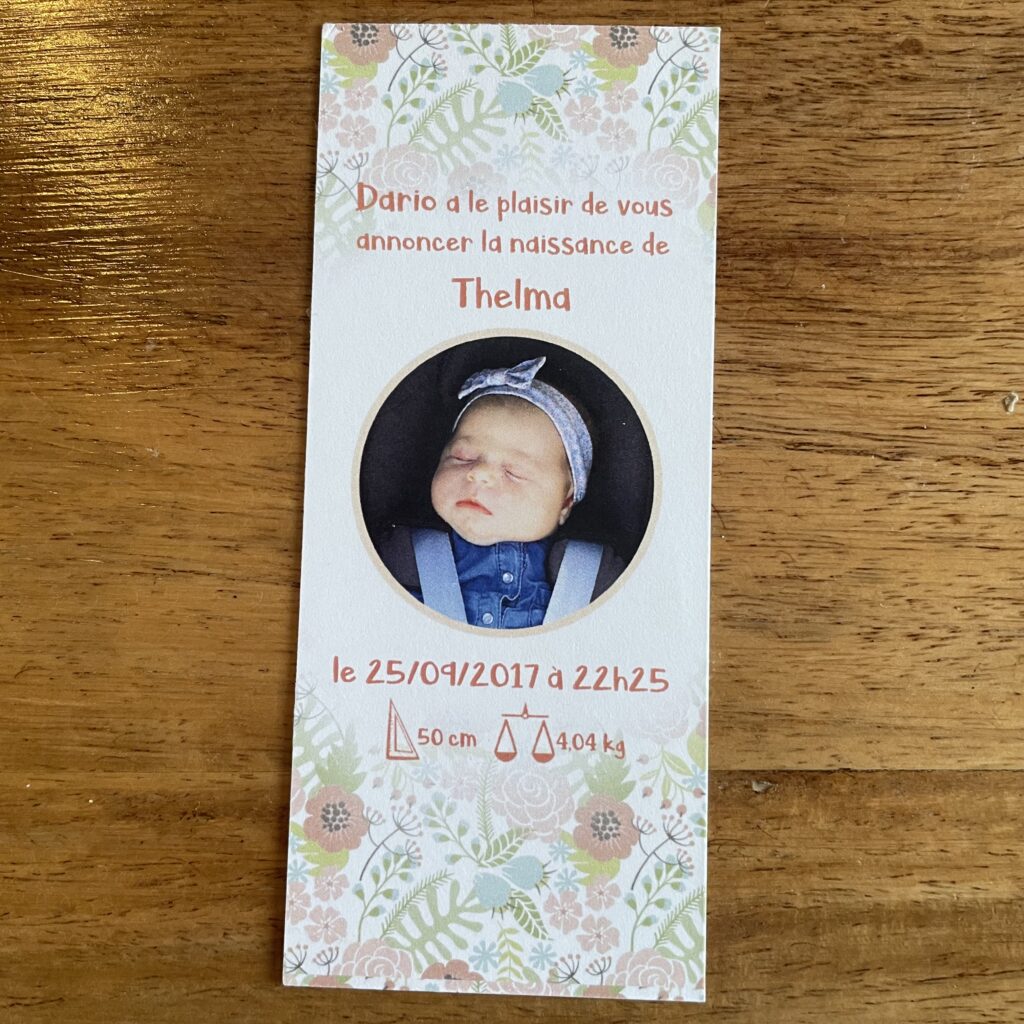 Dario a le plaisir de vous
annoncer la naissance de
Thelma
le 25/09/2017 à 22h25
50 cm 4,04 kg